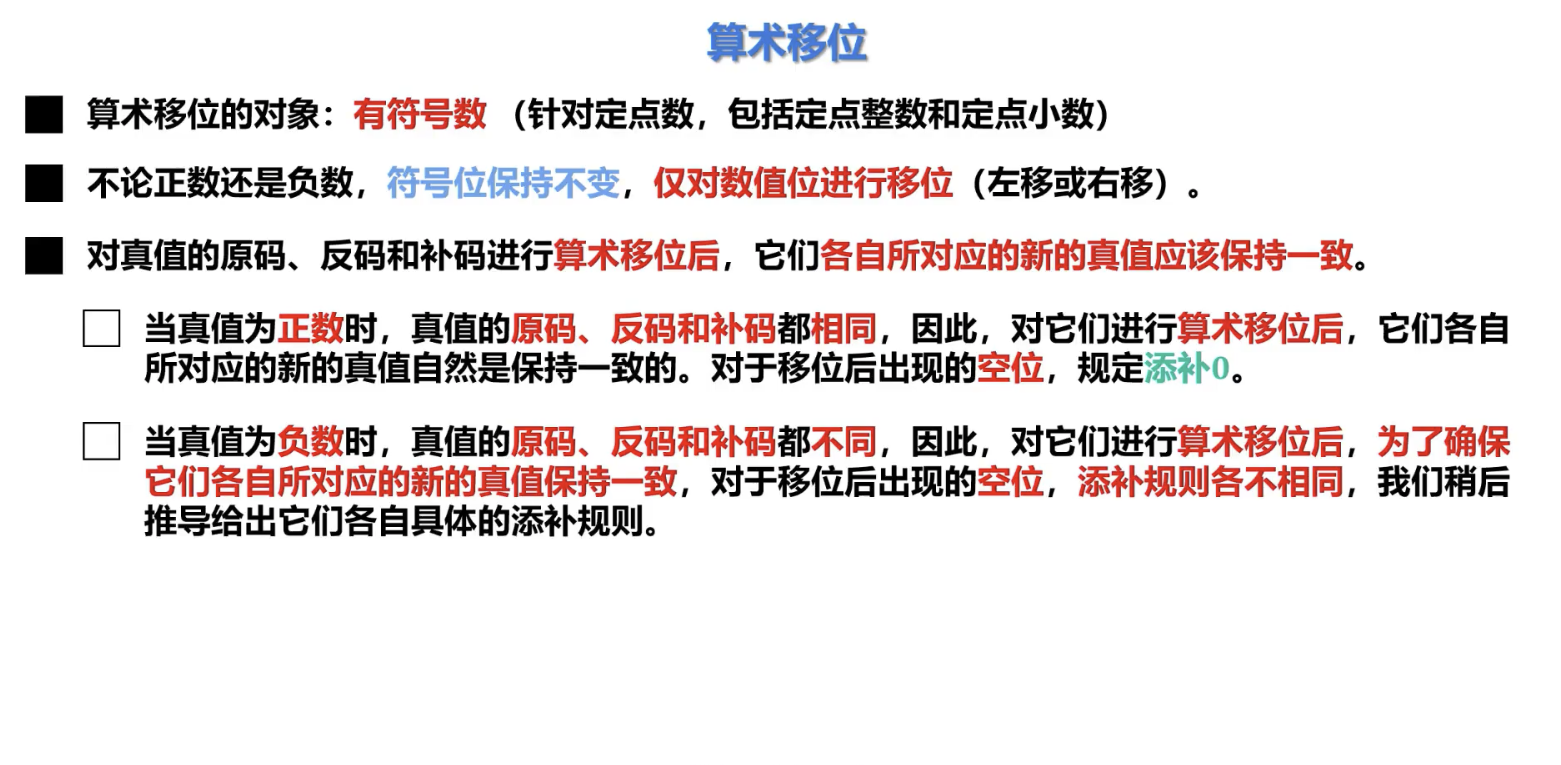 算术移位
算术移位的对象：有符号数 （针对定点数，包括定点整数和定点小数）
不论正数还是负数，符号位保持不变，仅对数值位进行移位（左移或右移）。
对真值的原码、反码和补码进行算术移位后，它们各自所对应的新的真值应该保持一致。
当真值为正数时，真值的原码、反码和补码都相同，因此，对它们进行算术移位后，它们各自
所对应的新的真值自然是保持一致的。对于移位后出现的空位，规定添补0。
当真值为负数时，真值的原码、反码和补码都不同，因此，对它们进行算术移位后，为了确保
它们各自所对应的新的真值保持一致，对于移位后出现的空位，添补规则各不相同，我们稍后
推导给出它们各自具体的添补规则。